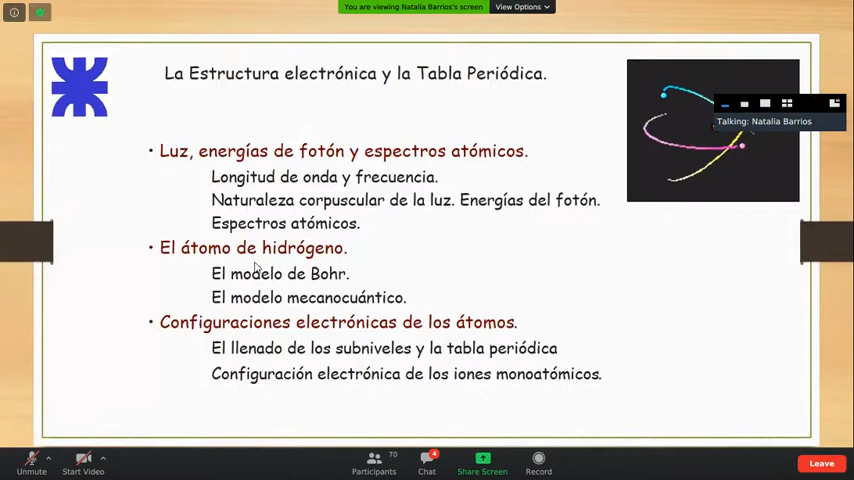 You are viewing Natalia Barrios's screen
View Options
La Estructura electrónica y la Tabla Periódica.
Talking: Natalia Barrios
• Luz, energías de fotón y espectros atómicos.
Longitud de onda y frecuencia.
Naturaleza corpuscular de la luz. Energías del fotón.
Espectros atómicos.
• El átomo de hidrógeno.
El modelo de Bohr.
El modelo mecanocuántico.
• Configuraciones electrónicas de los átomos.
El llenado de los subniveles y la tabla periódica
Configuración electrónica de los iones monoatómicos.
70
4
Unmute
Start Video
Participants
Chat
Share Screen
Record
Leave